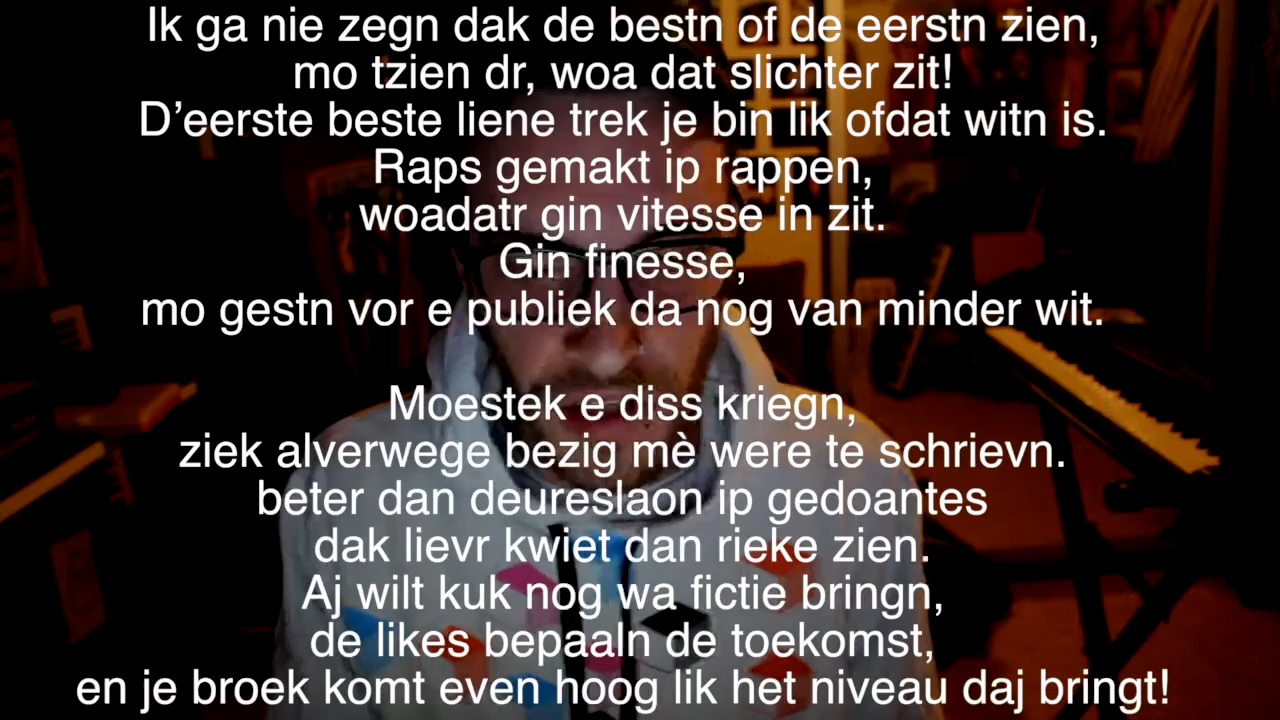 Ik ga nie zegn dak de bestn of de eerstn zien,
mo tzien dr, woa dat slichter zit!
D’eerste beste liene trek je bin lik ofdat witn is.
Raps gemakt ip rappen,
woadatr gin vitesse in zit.
Gin finesse,
mo gestn vor e publiek da nog van minder wit.
Moestek e diss kriegn,
ziek alverwege bezig mè were te schrievn.
beter dan deureslaon ip gedoantes
dak lievr kwiet dan rieke zien.
Aj wilt kuk nog wa fictie bringn,
de likes bepaaln de toekomst,
en je broek komt even hoog lik het niveau daj bringt!